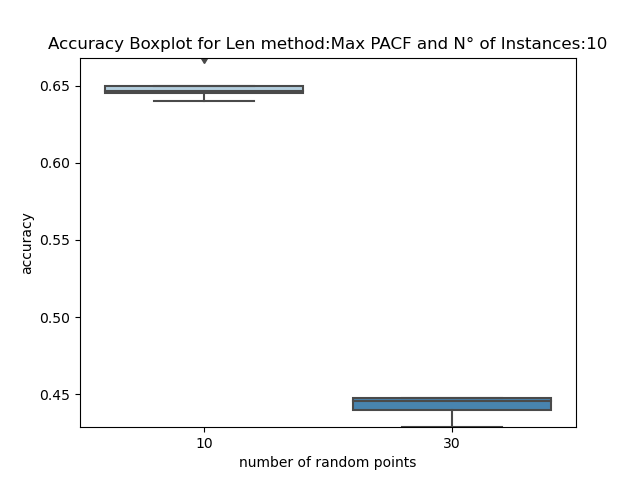 Accuracy Boxplot for Len method:Max PACF and N° of Instances:10
0.65
0.60
0.55
0.50
0.45
accuracy
10 30
number of random points